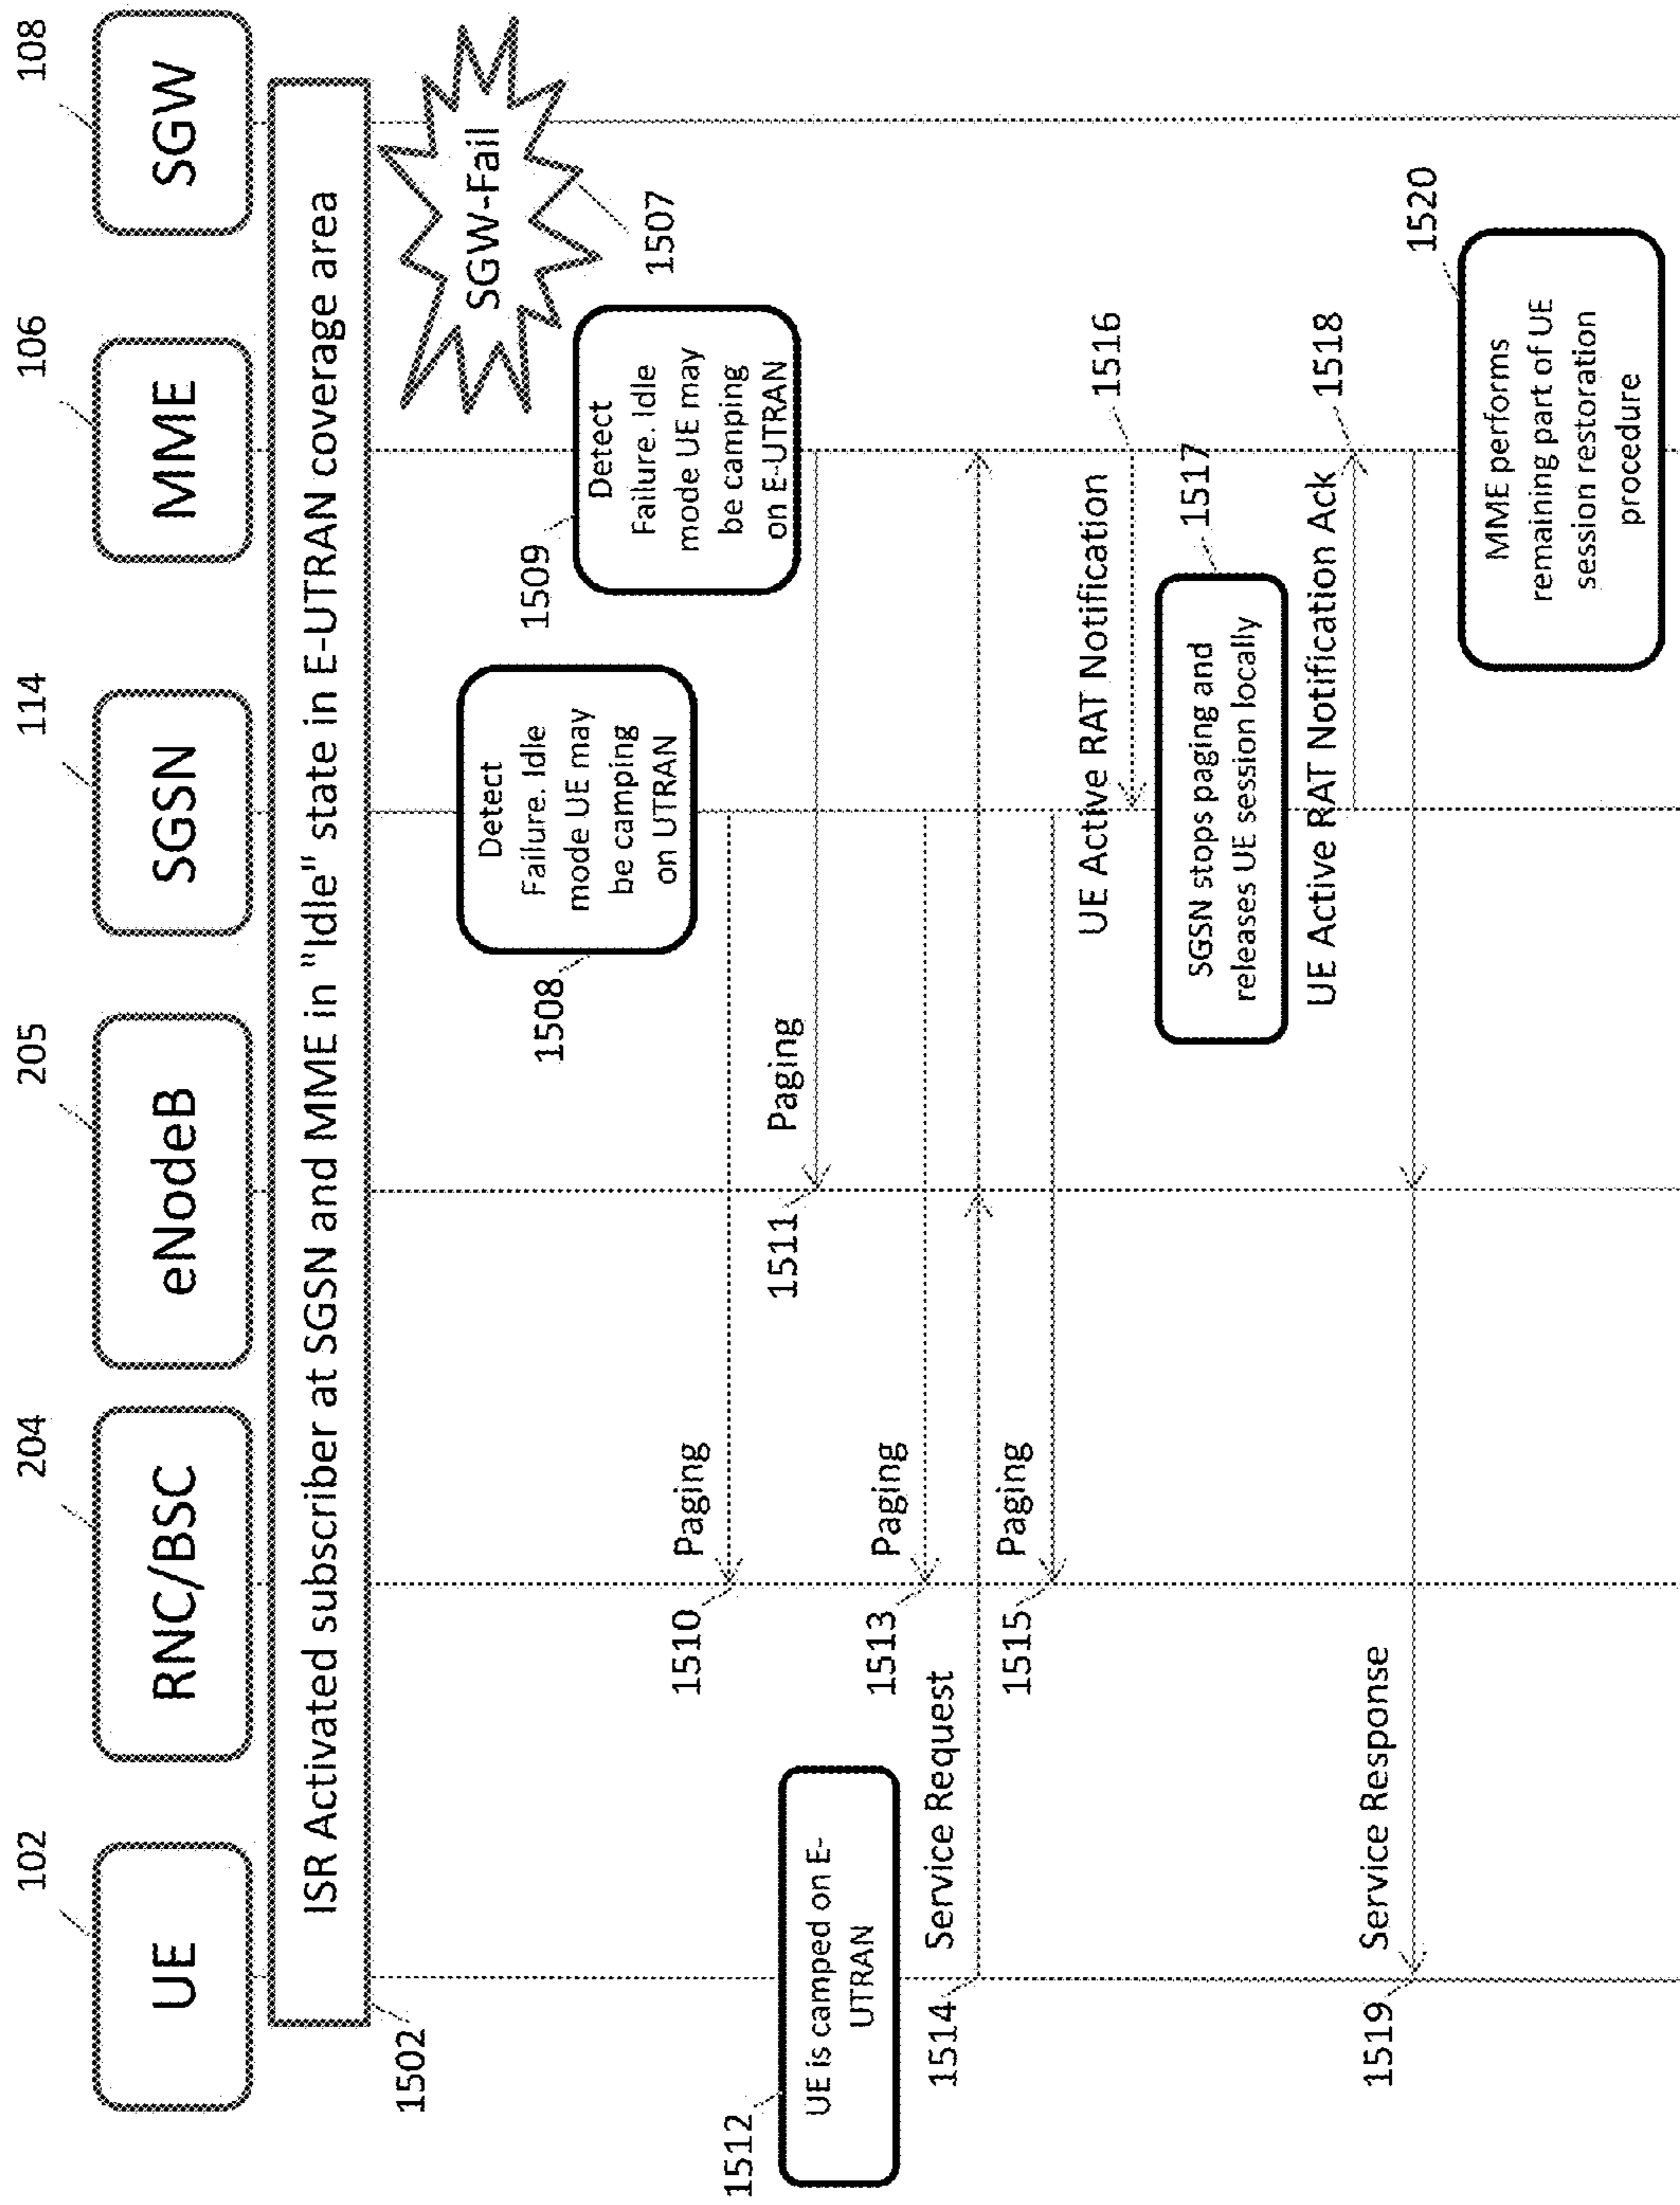 102
204
205
114
106
108
UE
RNC/BSC
eNodeB
SGSN
MME
SGW
ISR Activated subscriber at SGSN and MME in "Idle" state in E-UTRAN coverage area
1502
SGW-Fail
1507
Detect
Failure. Idle
mode UE may
be camping
on UTRAN
1508
1509
Detect
Failure. Idle
mode UE may
be camping
on E-UTRAN
1510
Paging
1511
Paging
1512
UE is camped on E-
UTRAN
1513
Paging
1514
Service Request
1515
Paging
UE Active RAT Notification
1516
SGSN stops paging and
releases UE session locally
1517
UE Active RAT Notification Ack
1518
1519
Service Response
1520
MME performs
remaining part of UE
session restoration
procedure